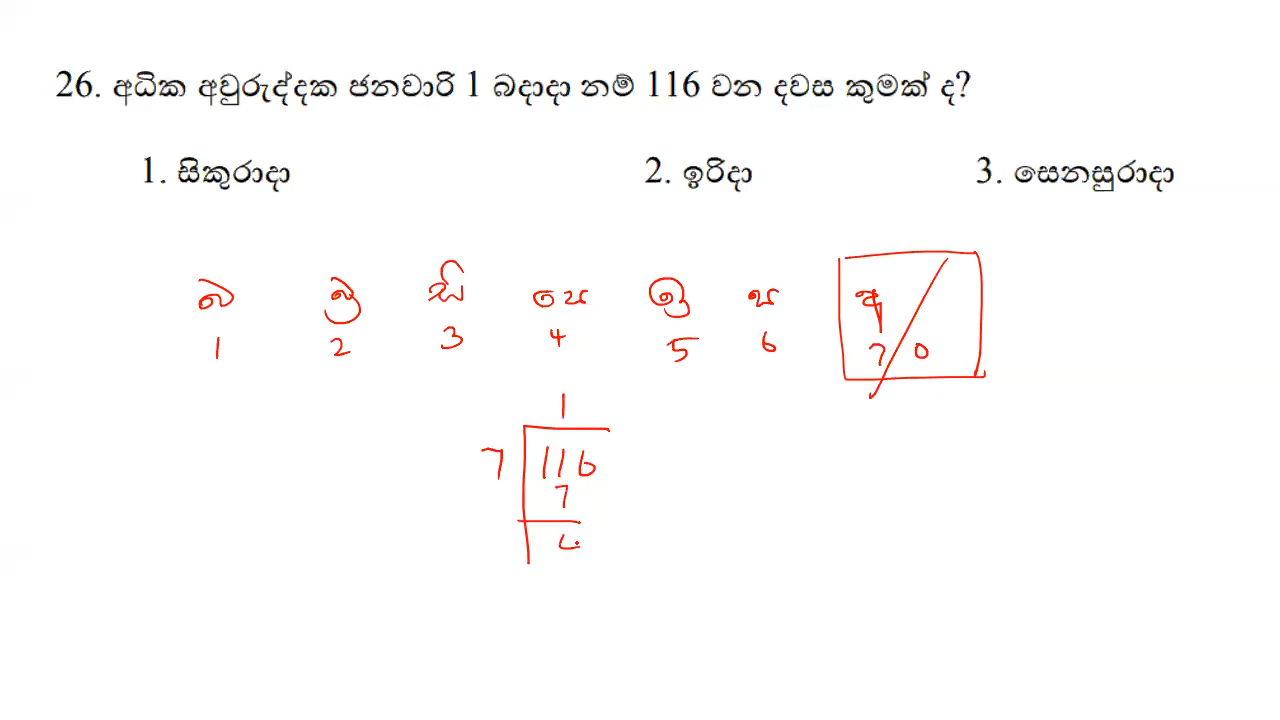 26. අධික අවුරුද්දක ජනවාරි 1 බදාදා නම් 116 වන දවස කුමක් ද?
1. සිකුරාදා 2. ඉරිදා 3. සෙනසුරාදා
බ බ්‍ර සි සෙ ඉ ස අ
1 2 3 4 5 6 7/0
1
7 116
7
4